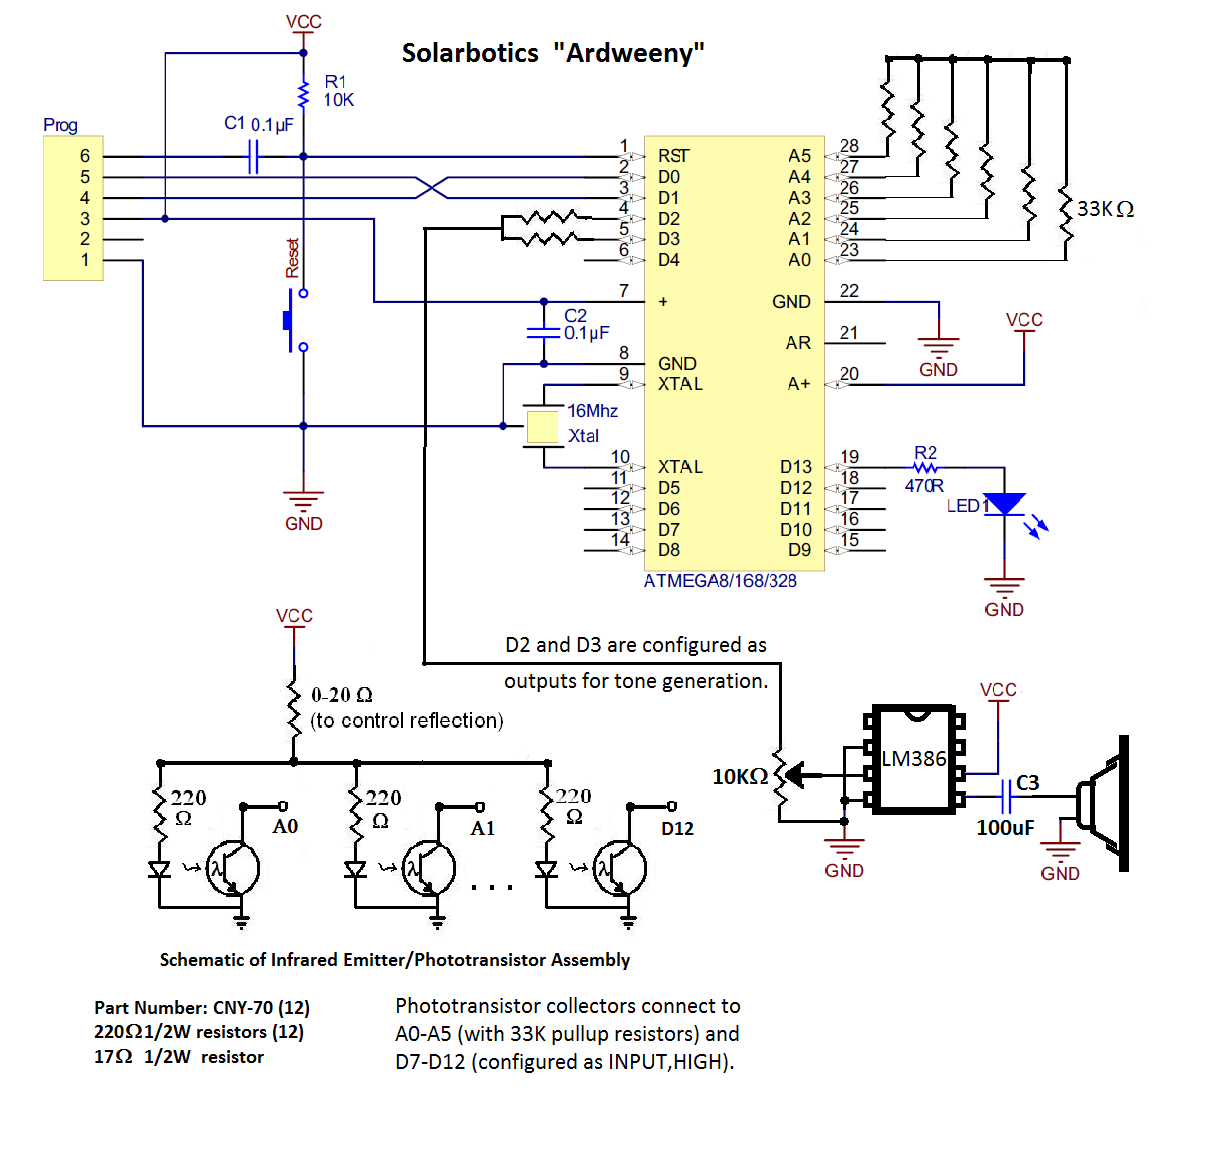 VCC
Solarbotics "Ardweeny"
R1
10K
C1 0.1µF
Prog
6
5
4
3
2
1
Reset
1
2
3
4
5
6
7
8
9
10
11
12
13
14
RST
D0
D1
D2
D3
D4
+
GND
XTAL
XTAL
D5
D6
D7
D8
A5
A4
A3
A2
A1
A0
GND
AR
A+
D13
D12
D11
D10
D9
28
27
26
25
24
23
22
21
20
19
18
17
16
15
33KΩ
C2
0.1µF
16Mhz
Xtal
GND
VCC
GND
R2
470R
LED1
GND
ATMEGA8/168/328
VCC
D2 and D3 are configured as
outputs for tone generation.
0-20 Ω
(to control reflection)
220
Ω
A0
220
Ω
A1
220
Ω
D12
λ
λ
λ
. . .
10KΩ
LM386
VCC
C3
100uF
GND
GND
Schematic of Infrared Emitter/Phototransistor Assembly
Part Number: CNY-70 (12)
220Ω 1/2W resistors (12)
17Ω 1/2W resistor
Phototransistor collectors connect to
A0-A5 (with 33K pullup resistors) and
D7-D12 (configured as INPUT,HIGH).